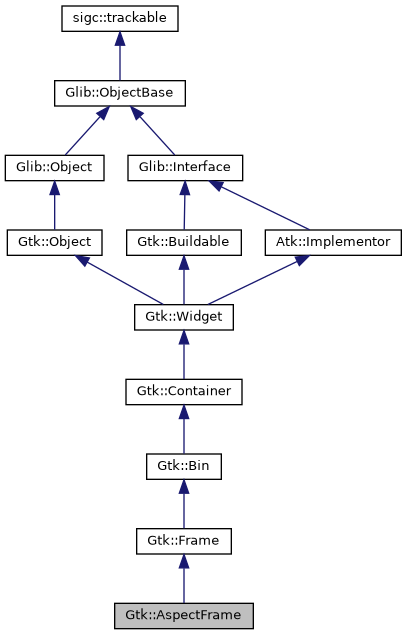 sigc::trackable
Glib::ObjectBase
Glib::Object
Glib::Interface
Gtk::Object
Gtk::Buildable
Atk::Implementor
Gtk::Widget
Gtk::Container
Gtk::Bin
Gtk::Frame
Gtk::AspectFrame